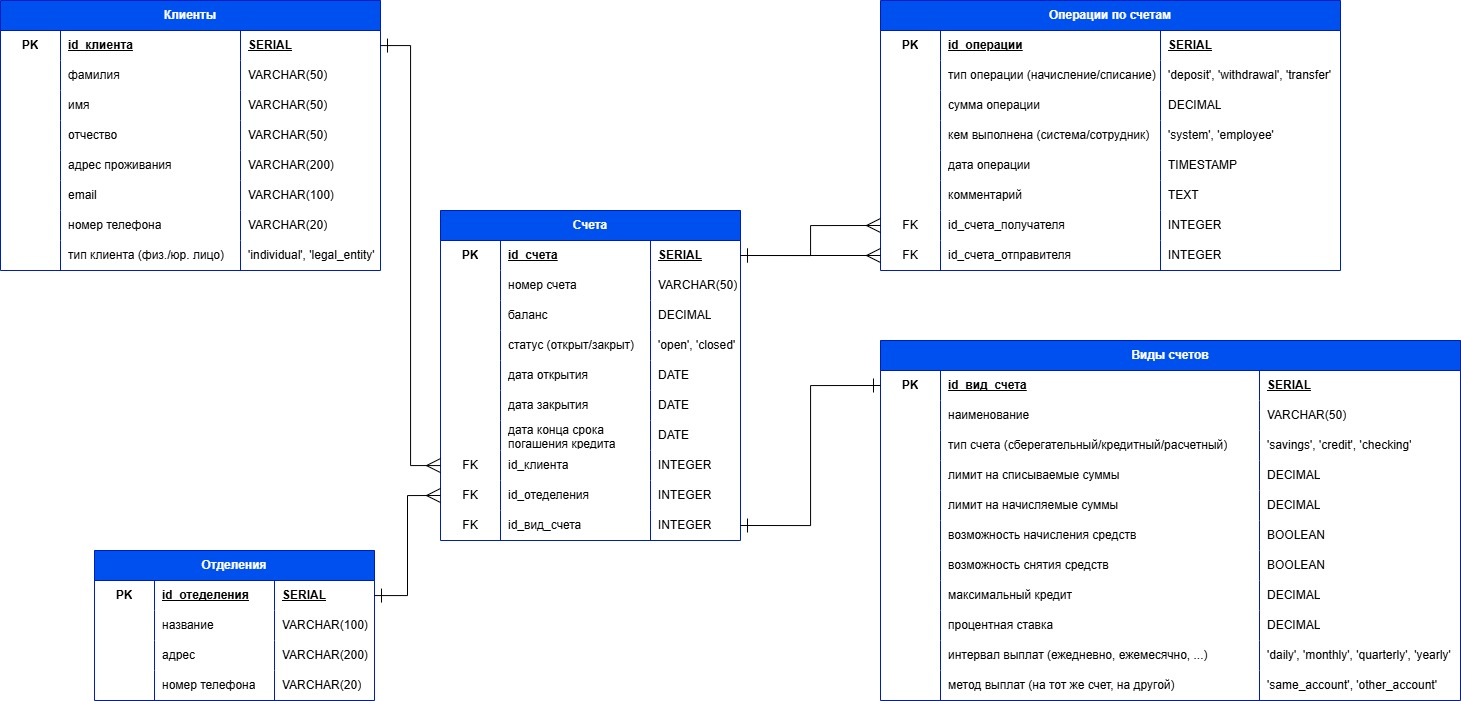 Клиенты
PK id_клиента SERIAL
фамилия VARCHAR(50)
имя VARCHAR(50)
отчество VARCHAR(50)
адрес проживания VARCHAR(200)
email VARCHAR(100)
номер телефона VARCHAR(20)
тип клиента (физ./юр. лицо) 'individual', 'legal_entity'
Операции по счетам
PK id_операции SERIAL
тип операции (начисление/списание) 'deposit', 'withdrawal', 'transfer'
сумма операции DECIMAL
кем выполнена (система/сотрудник) 'system', 'employee'
дата операции TIMESTAMP
комментарий TEXT
FK id_счета_получателя INTEGER
FK id_счета_отправителя INTEGER
Счета
PK id_счета SERIAL
номер счета VARCHAR(50)
баланс DECIMAL
статус (открыт/закрыт) 'open', 'closed'
дата открытия DATE
дата закрытия DATE
дата конца срока
погашения кредита DATE
FK id_клиента INTEGER
FK id_отеделения INTEGER
FK id_вид_счета INTEGER
Виды счетов
PK id_вид_счета SERIAL
наименование VARCHAR(50)
тип счета (сберегательный/кредитный/расчетный) 'savings', 'credit', 'checking'
лимит на списываемые суммы DECIMAL
лимит на начисляемые суммы DECIMAL
возможность начисления средств BOOLEAN
возможность снятия средств BOOLEAN
максимальный кредит DECIMAL
процентная ставка DECIMAL
интервал выплат (ежедневно, ежемесячно, ...) 'daily', 'monthly', 'quarterly', 'yearly'
метод выплат (на тот же счет, на другой) 'same_account', 'other_account'
Отделения
PK id_отеделения SERIAL
название VARCHAR(100)
адрес VARCHAR(200)
номер телефона VARCHAR(20)